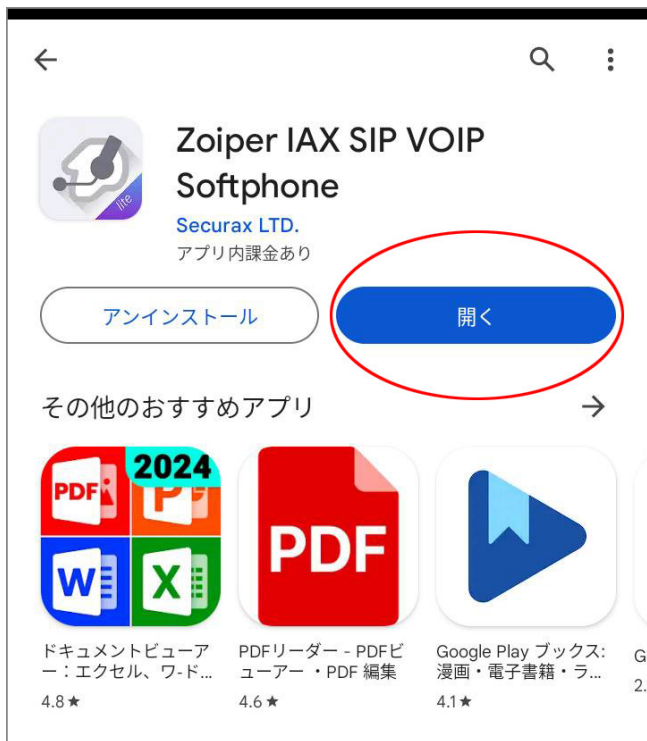 Zoiper IAX SIP VOIP
Softphone
lite
Securax LTD.
アプリ内課金あり
アンインストール
開く
その他のおすすめアプリ
2024
PDF
P
W
X
PDF
ドキュメントビューア
ー：エクセル、ワ-ド...
4.8★
PDFリーダー - PDFビ
ューアー ・PDF 編集
4.6★
Google Play ブックス:
漫画・電子書籍・ラ...
4.1★
G
2.